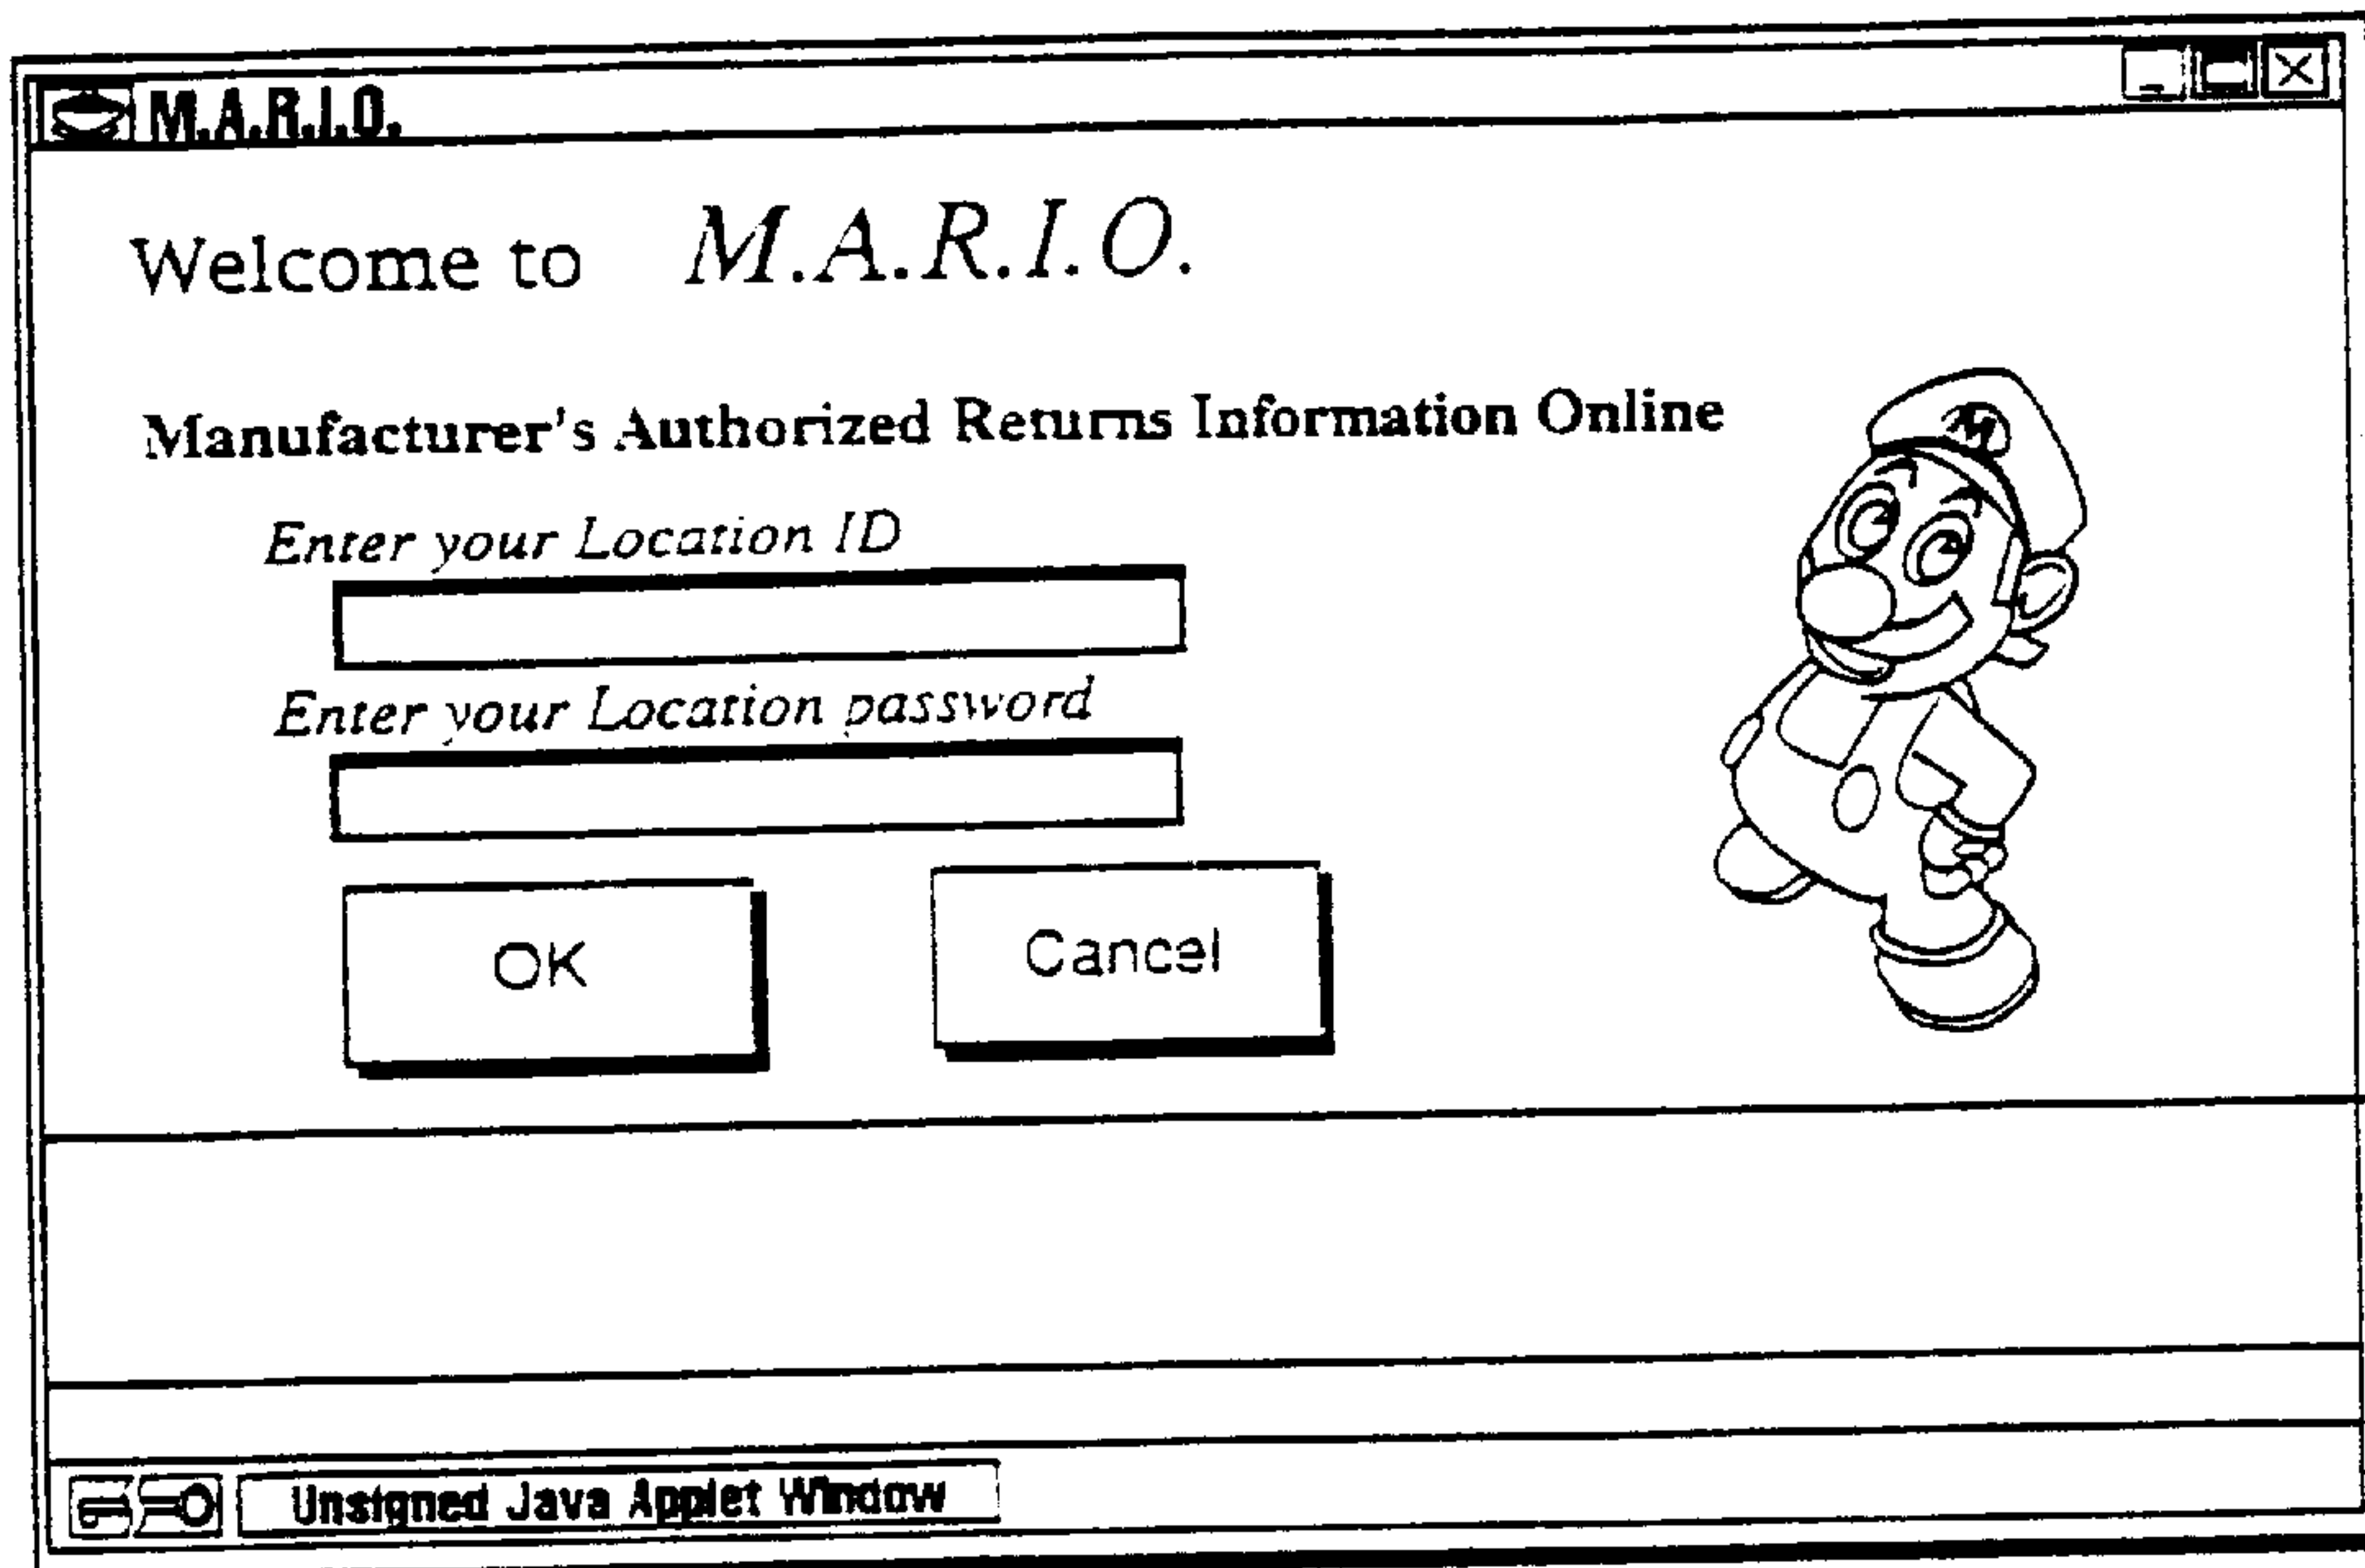 M.A.R.I.O.
Welcome to M.A.R.I.O.
Manufacturer's Authorized Returns Information Online
Enter your Location ID
Enter your Location password
OK Cancel
Unsigned Java Applet Window